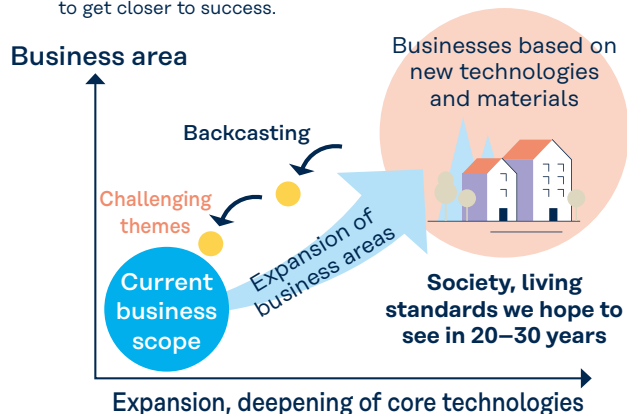 to get closer to success.
Business area
Businesses based on
new technologies
and materials
Backcasting
Challenging
themes
Expansion of
business areas
Current
business
scope
Society, living
standards we hope to
see in 20–30 years
Expansion, deepening of core technologies